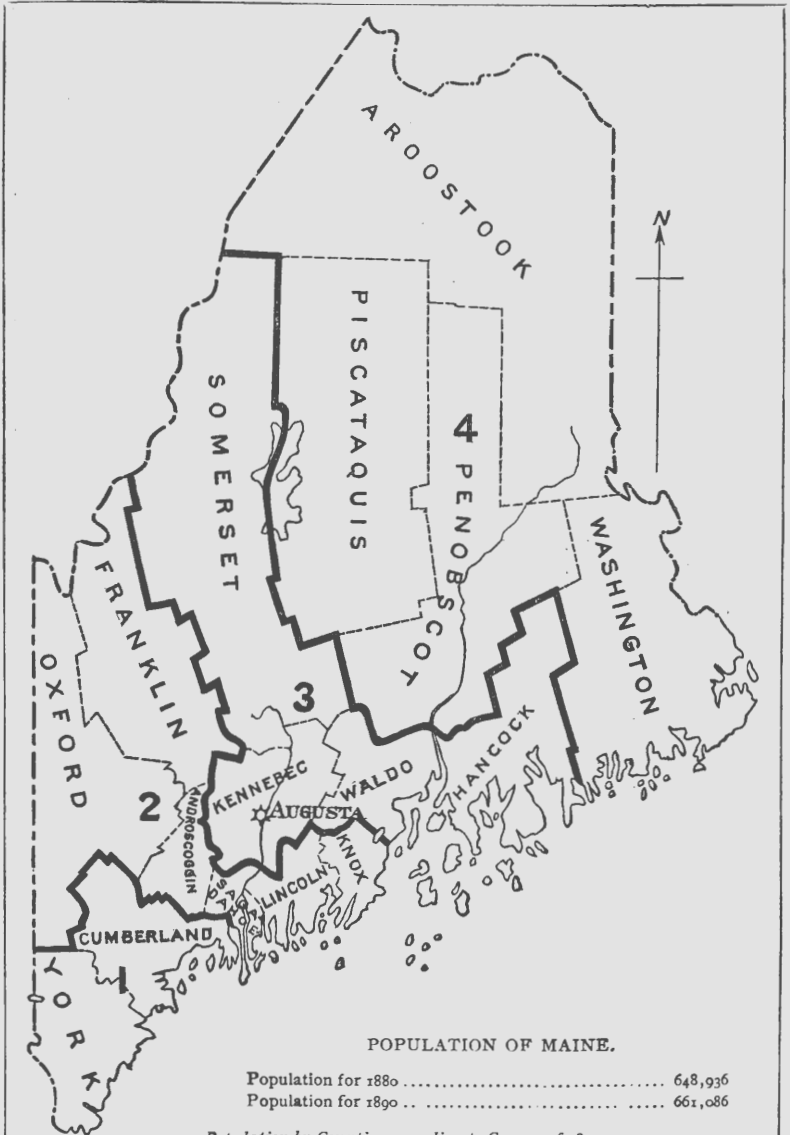 AROOSTOOK
N
PISCATAQUIS
SOMERSET
4
PENOBSCOT
WASHINGTON
FRANKLIN
OXFORD
3
HANCOCK
KENNEBEC
WALDO
2
ANDROSCOGGIN
AUGUSTA
KNOX
LINCOLN
CUMBERLAND
1
YORK
POPULATION OF MAINE.
Population for 1880 ................................ 648,936
Population for 1890 .. ................... ..... 661,086